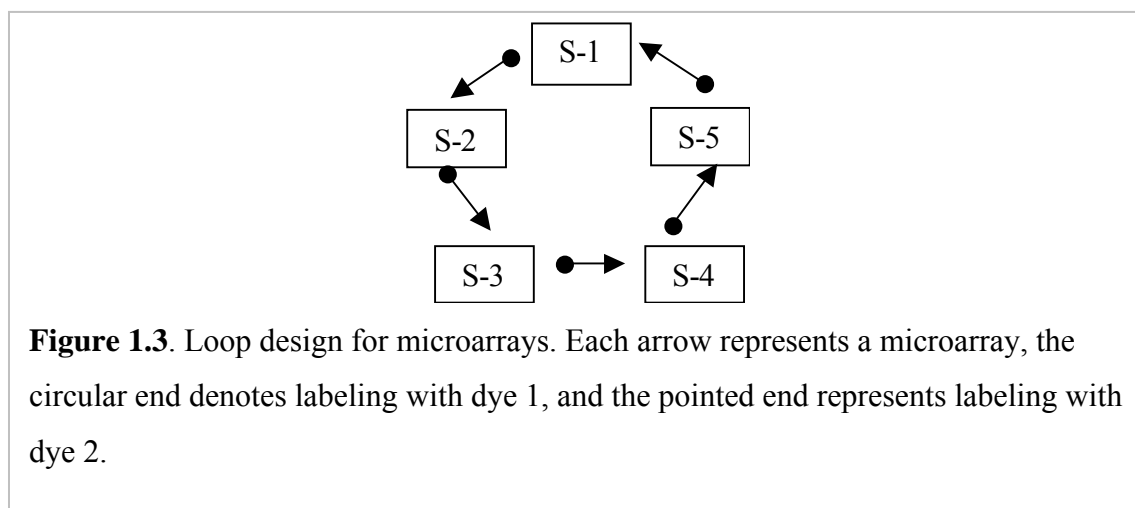 S-1
S-2
S-5
S-3
S-4
Figure 1.3. Loop design for microarrays. Each arrow represents a microarray, the
circular end denotes labeling with dye 1, and the pointed end represents labeling with
dye 2.